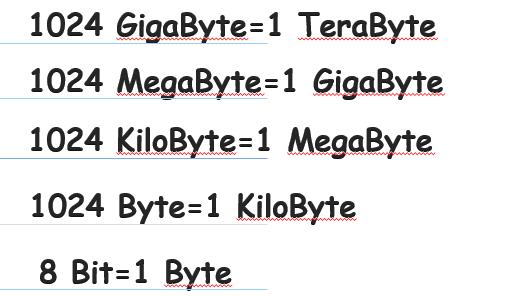 1024 GigaByte=1 TeraByte
1024 MegaByte=1 GigaByte
1024 KiloByte=1 MegaByte
1024 Byte=1 KiloByte
8 Bit=1 Byte